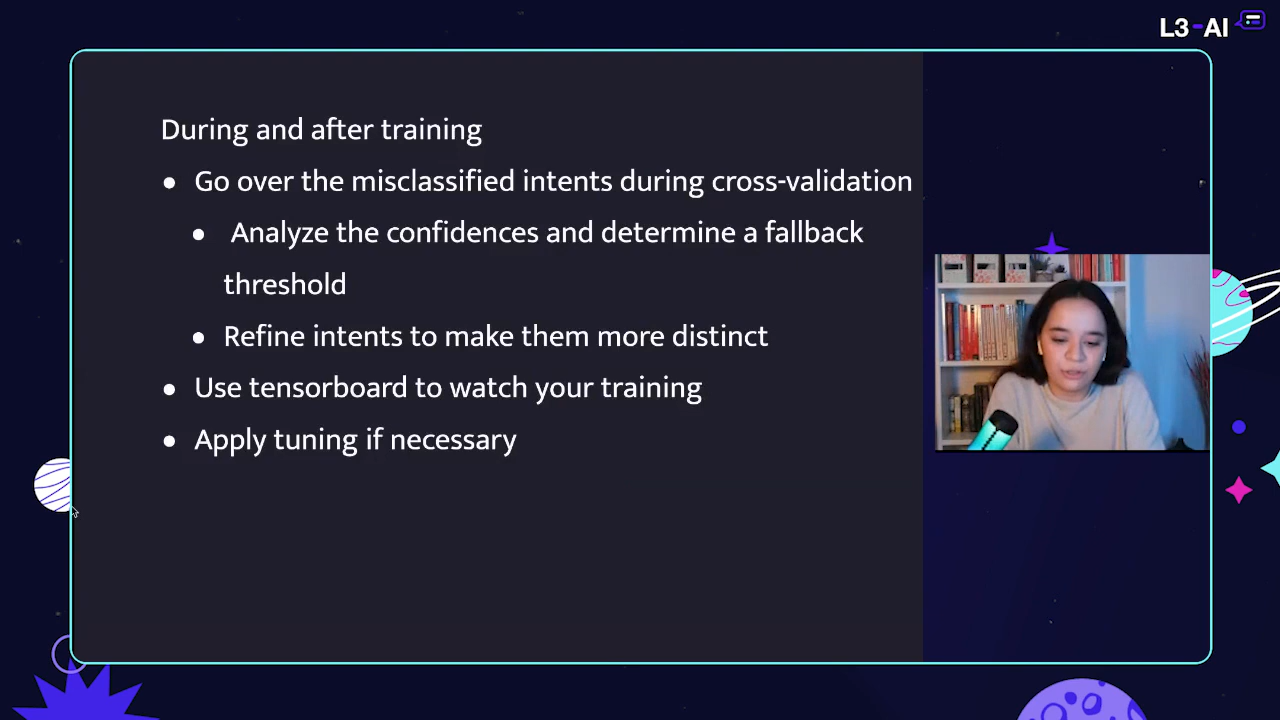 L3-AI
During and after training
● Go over the misclassified intents during cross-validation
● Analyze the confidences and determine a fallback
threshold
● Refine intents to make them more distinct
● Use tensorboard to watch your training
● Apply tuning if necessary